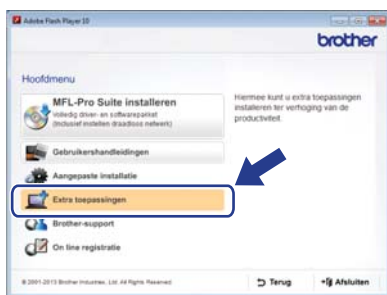 Adobe Flash Player 10
brother
Hoofdmenu
MFL-Pro Suite installeren
Volledig driver- en softwarepakket
(inclusief instellen draadloos netwerk)
Hiermee kunt u extra toepassingen
installeren ter verhoging van de
productiviteit.
Gebruikershandleidingen
Aangepaste installatie
Extra toepassingen
Brother-support
On line registratie
© 2001-2013 Brother Industries, Ltd. All Rights Reserved.
Terug
Afsluiten